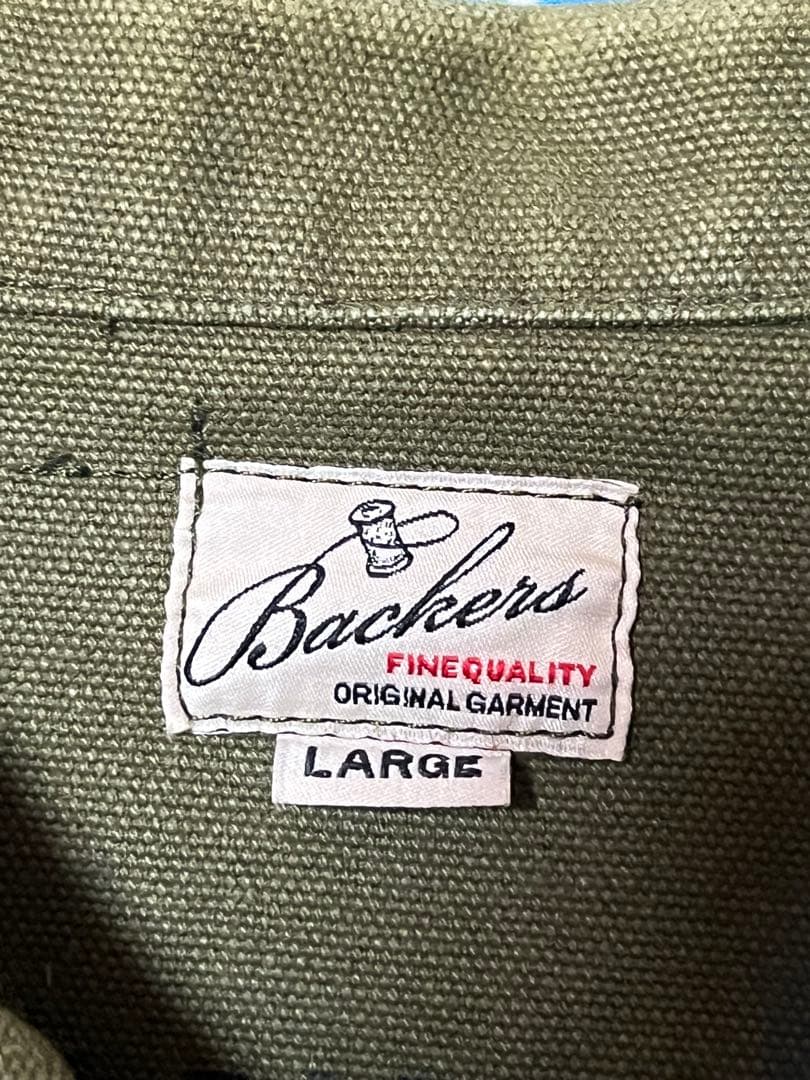 Backers
FINEQUALITY
ORIGINAL GARMENT
LARGE